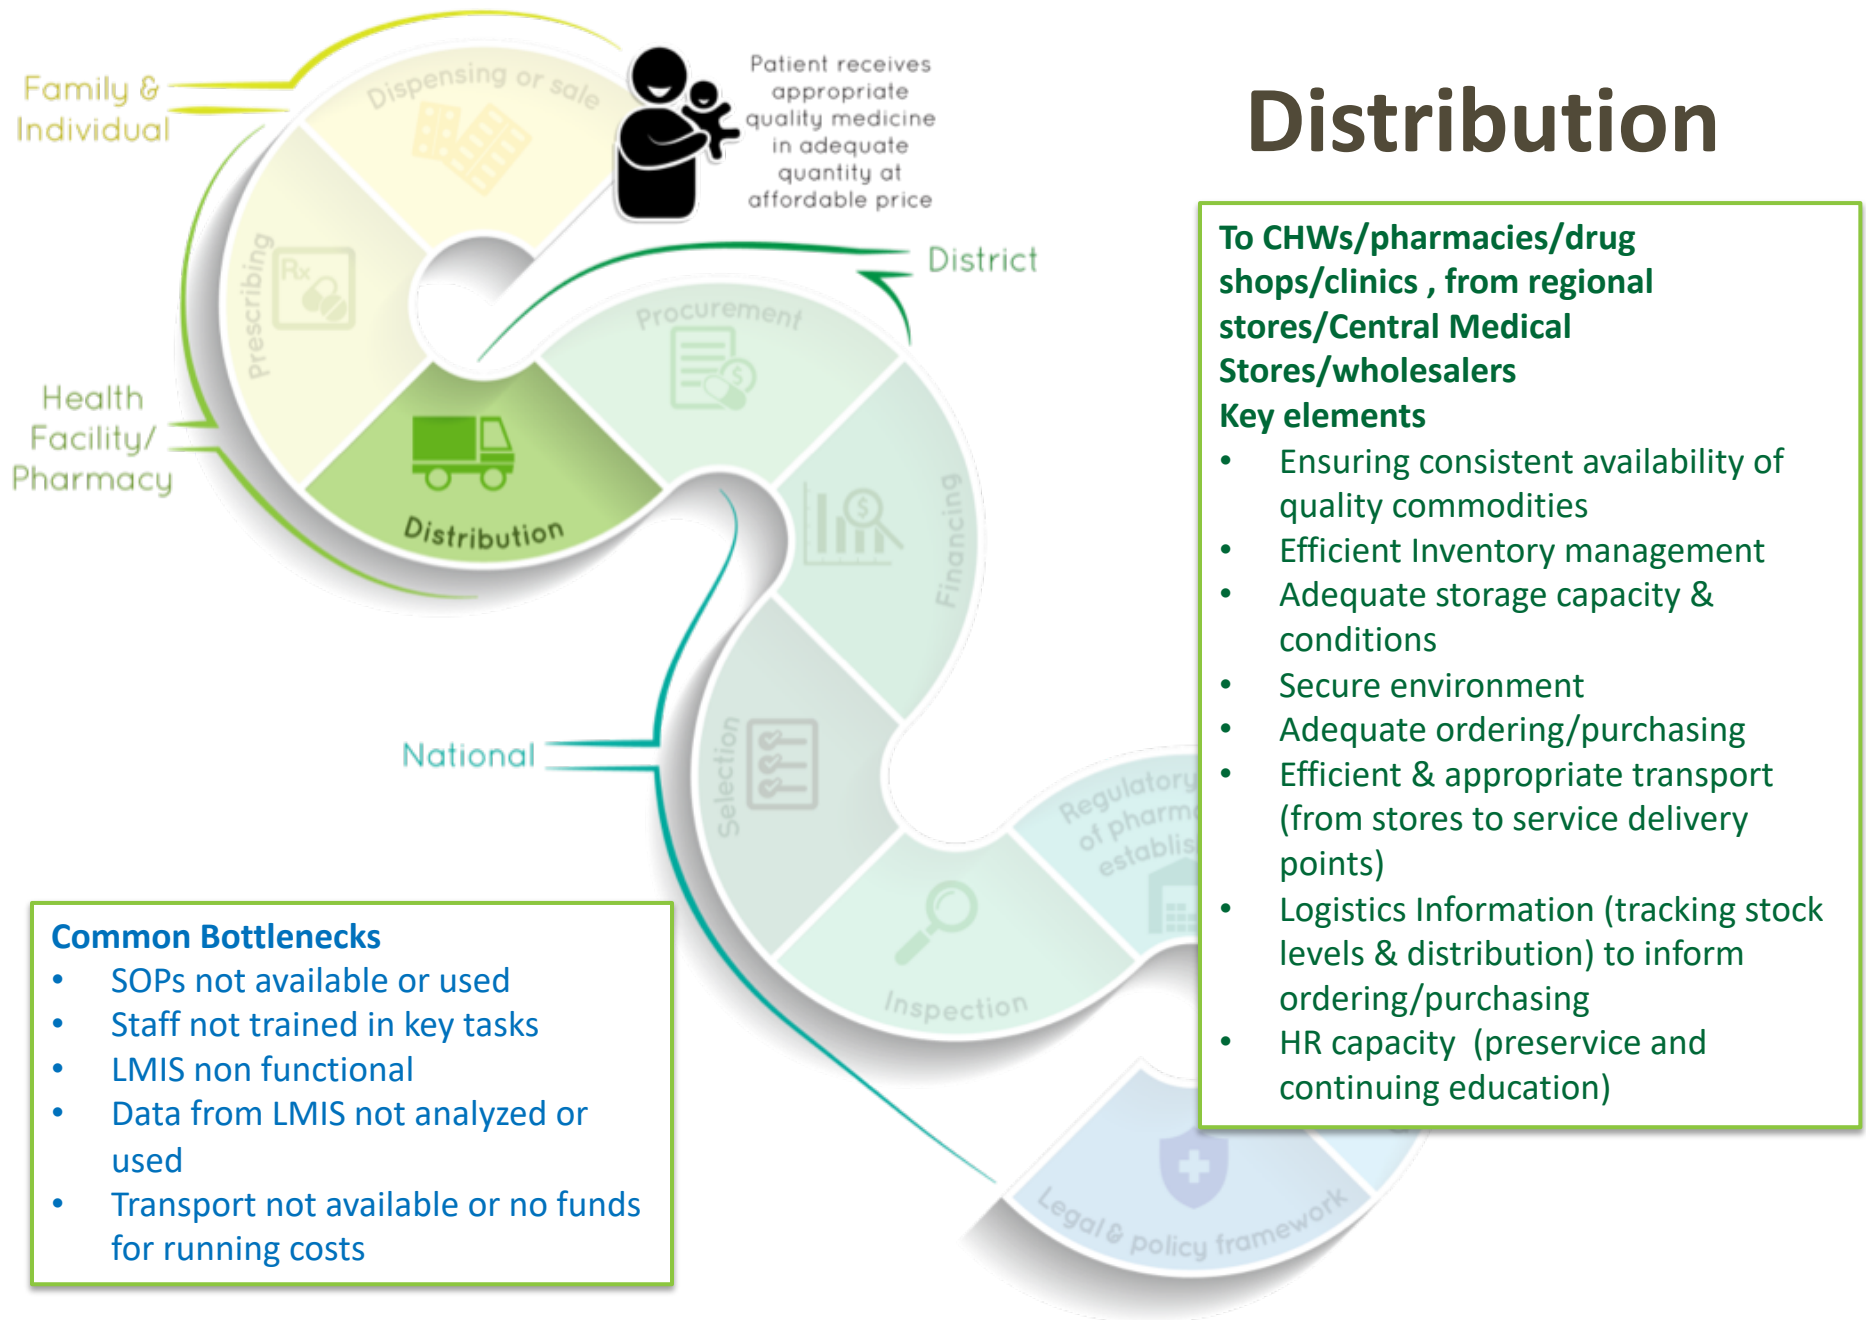 Distribution
Family &
Individual
Dispensing or sale
Patient receives
appropriate
quality medicine
in adequate
quantity at
affordable price
Prescribing
Rx
District
Procurement
$
Health
Facility/
Pharmacy
Distribution
$
Financing
National
Selection
Regulatory
of
establis
Inspection
Legal & policy framework
To CHWs/pharmacies/drug
shops/clinics , from regional
stores/Central Medical
Stores/wholesalers
Key elements
• Ensuring consistent availability of
quality commodities
• Efficient Inventory management
• Adequate storage capacity &
conditions
• Secure environment
• Adequate ordering/purchasing
• Efficient & appropriate transport
(from stores to service delivery
points)
• Logistics Information (tracking stock
levels & distribution) to inform
ordering/purchasing
• HR capacity (preservice and
continuing education)
Common Bottlenecks
• SOPs not available or used
• Staff not trained in key tasks
• LMIS non functional
• Data from LMIS not analyzed or
used
• Transport not available or no funds
for running costs